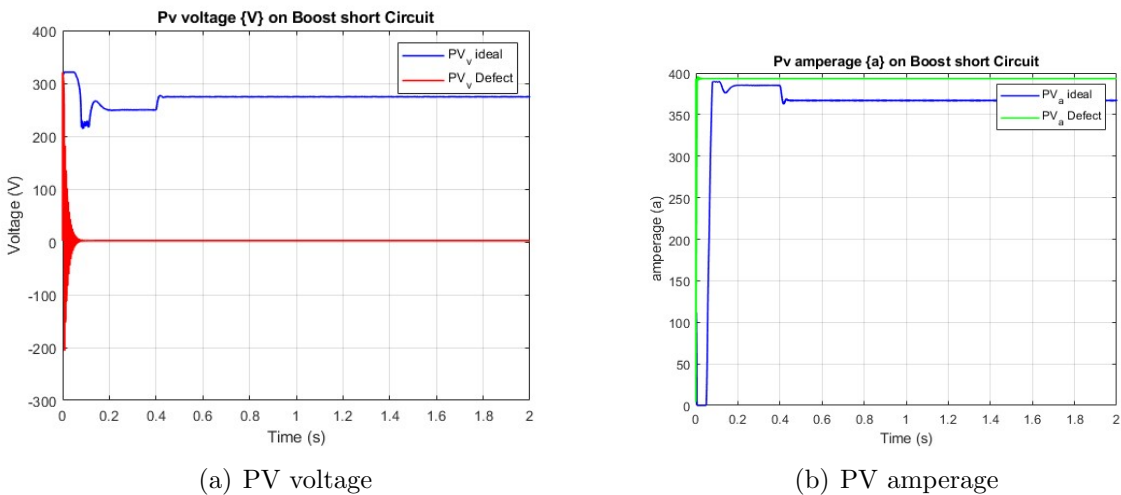 Pv voltage {V} on Boost short Circuit
400
300
200
100
0
-100
-200
-300
Voltage (V)
PVv ideal
PVv Defect
0 0.2 0.4 0.6 0.8 1 1.2 1.4 1.6 1.8 2
Time (s)
(a) PV voltage
Pv amperage {a} on Boost short Circuit
400
350
300
250
200
150
100
50
0
amperage (a)
PVa ideal
PVa Defect
0 0.2 0.4 0.6 0.8 1 1.2 1.4 1.6 1.8 2
Time (s)
(b) PV amperage